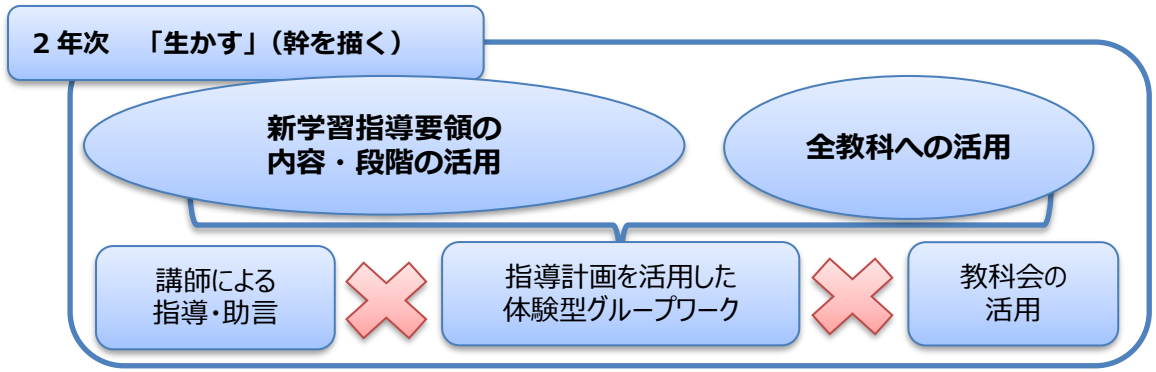 ２年次　「生かす」（幹を描く）
新学習指導要領の
内容・段階の活用
全教科への活用
講師による
指導・助言
指導計画を活用した
体験型グループワーク
教科会の
活用